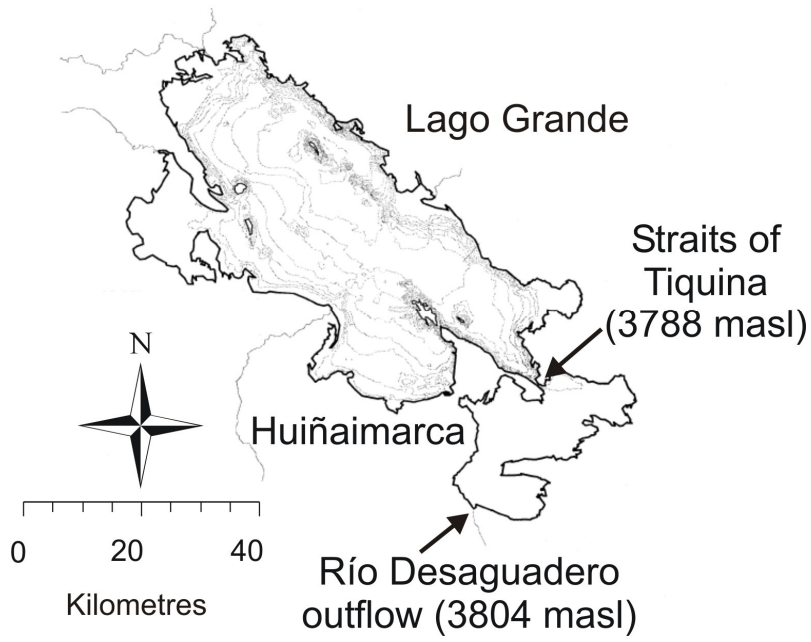 Lago Grande
Straits of
Tiquina
(3788 masl)
N
Huiñaimarca
0 20 40
Kilometres
Río Desaguadero
outflow (3804 masl)